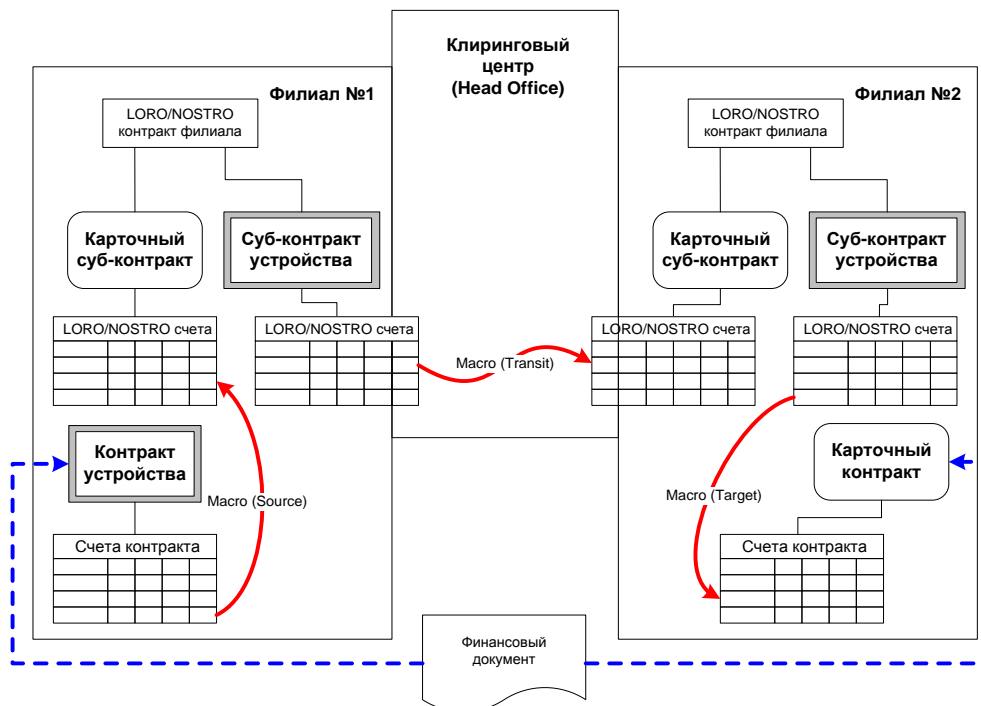 Клиринговый
центр
(Head Office)
Филиал №1
LORO/NOSTRO
контракт филиала
Карточный
суб-контракт
Суб-контракт
устройства
LORO/NOSTRO счета
LORO/NOSTRO счета
Контракт
устройства
Macro (Source)
Счета контракта
Macro (Transit)
Филиал №2
LORO/NOSTRO
контракт филиала
Карточный
суб-контракт
Суб-контракт
устройства
LORO/NOSTRO счета
LORO/NOSTRO счета
Карточный
контракт
Macro (Target)
Счета контракта
Финансовый
документ